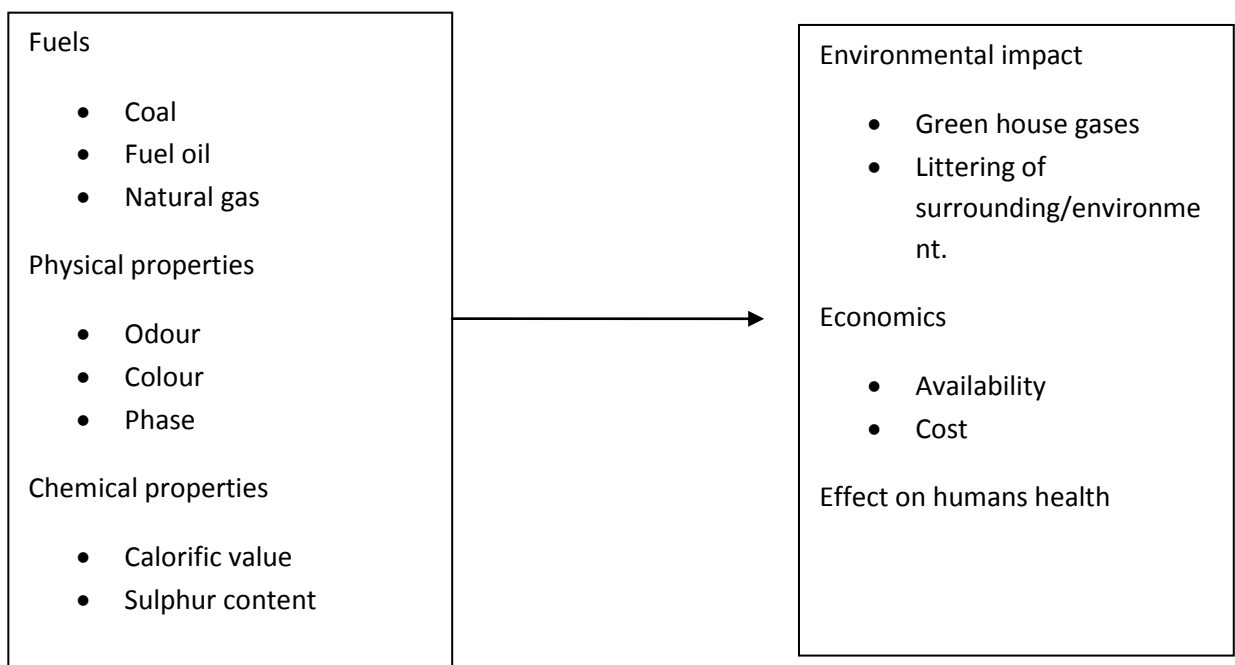 Fuels
• Coal
• Fuel oil
• Natural gas
Physical properties
• Odour
• Colour
• Phase
Chemical properties
• Calorific value
• Sulphur content
Environmental impact
• Green house gases
• Littering of
surrounding/environme
nt.
Economics
• Availability
• Cost
Effect on humans health